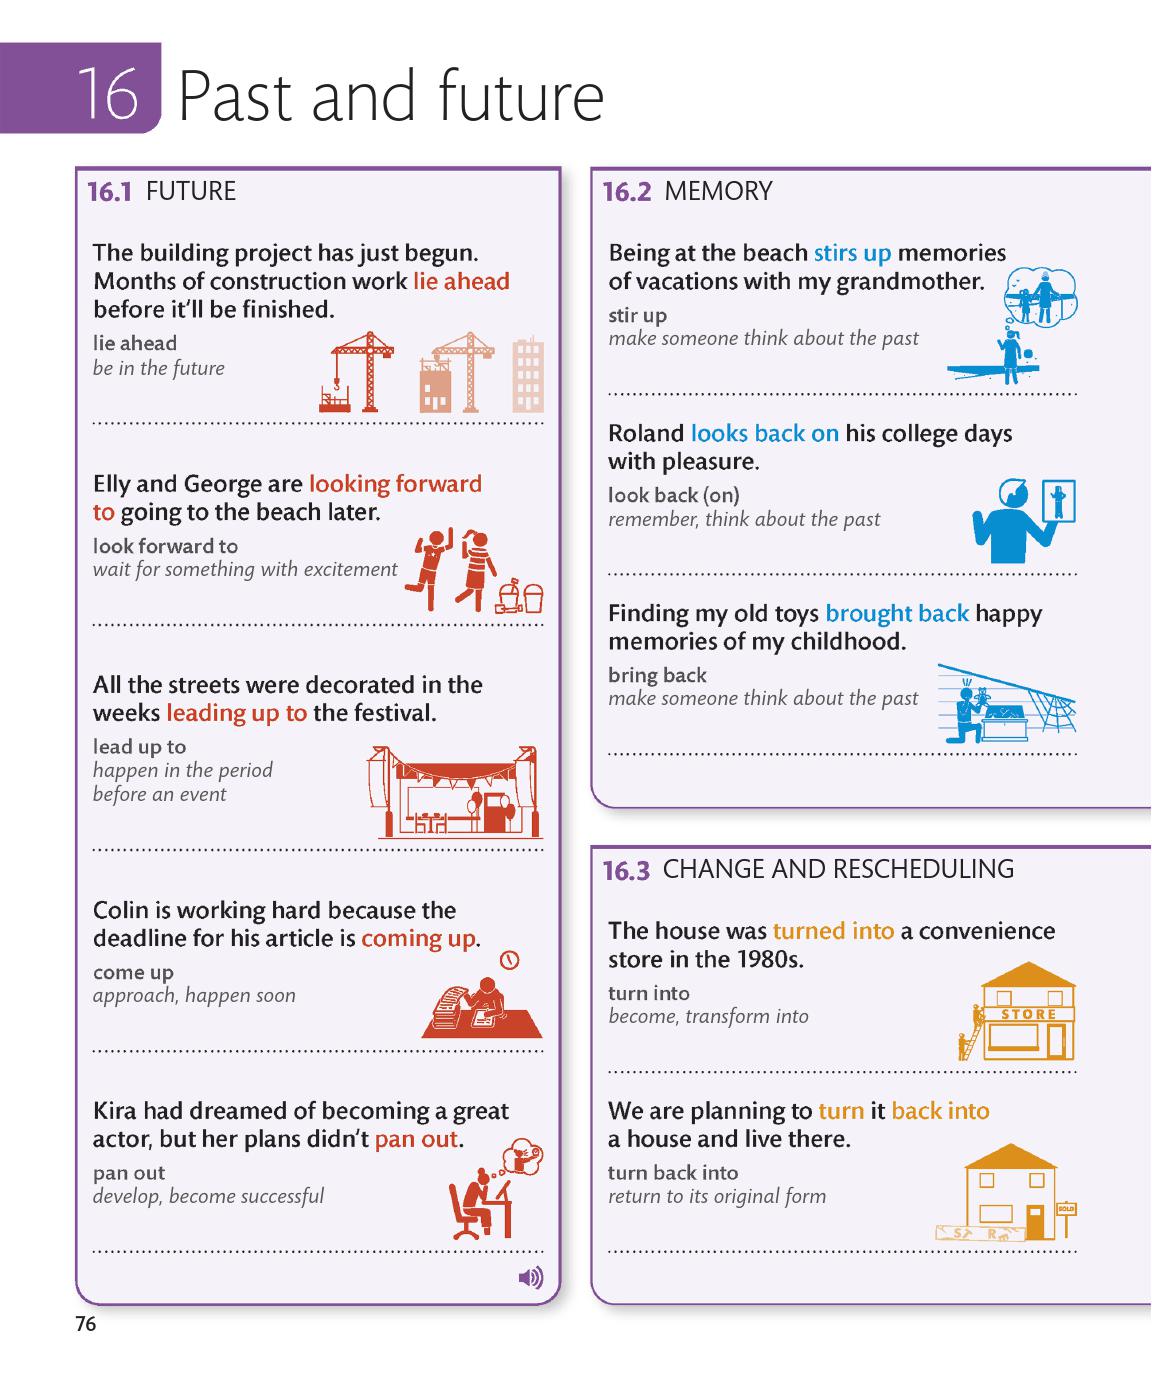 16 Past and future
16.1 FUTURE
The building project has just begun.
Months of construction work lie ahead
before it’ll be finished.
lie ahead
be in the future
Elly and George are looking forward
to going to the beach later.
look forward to
wait for something with excitement
All the streets were decorated in the
weeks leading up to the festival.
lead up to
happen in the period
before an event
Colin is working hard because the
deadline for his article is coming up.
come up
approach, happen soon
Kira had dreamed of becoming a great
actor, but her plans didn’t pan out.
pan out
develop, become successful
16.2 MEMORY
Being at the beach stirs up memories
of vacations with my grandmother.
stir up
make someone think about the past
Roland looks back on his college days
with pleasure.
look back (on)
remember, think about the past
Finding my old toys brought back happy
memories of my childhood.
bring back
make someone think about the past
16.3 CHANGE AND RESCHEDULING
The house was turned into a convenience
store in the 1980s.
turn into
become, transform into
STORE
We are planning to turn it back into
a house and live there.
turn back into
return to its original form
SOLD
ST RE
76